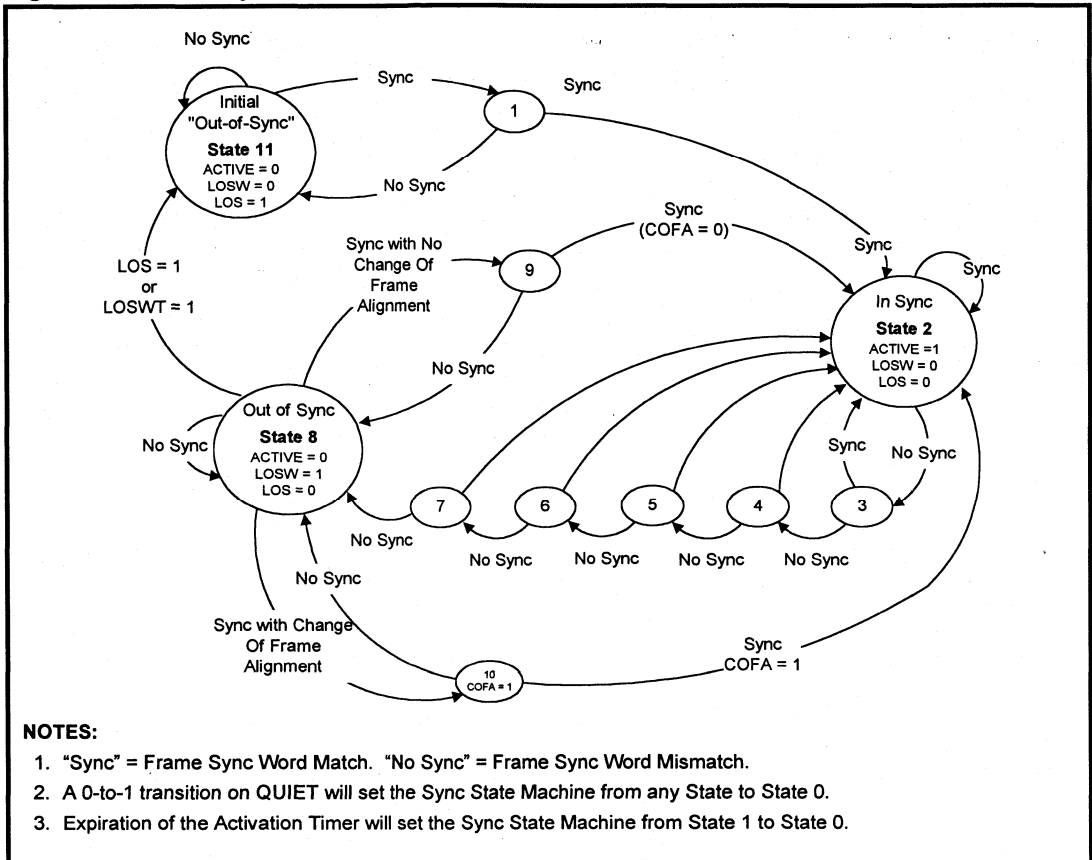 No Sync
Sync
Sync
Initial
"Out-of-Sync"
State 11
ACTIVE = 0
LOSW = 0
LOS = 1
1
No Sync
LOS = 1
or
LOSWT = 1
Sync with No
Change Of
Frame
Alignment
9
Sync
(COFA = 0)
Sync
Sync
In Sync
State 2
ACTIVE =1
LOSW = 0
LOS = 0
No Sync
Out of Sync
State 8
ACTIVE = 0
LOSW = 1
LOS = 0
No Sync
Sync
No Sync
7
6
5
4
3
No Sync
No Sync
No Sync
No Sync
No Sync
No Sync
Sync with Change
Of Frame
Alignment
10
COFA = 1
Sync
COFA = 1
NOTES:
1. "Sync" = Frame Sync Word Match. "No Sync" = Frame Sync Word Mismatch.
2. A 0-to-1 transition on QUIET will set the Sync State Machine from any State to State 0.
3. Expiration of the Activation Timer will set the Sync State Machine from State 1 to State 0.